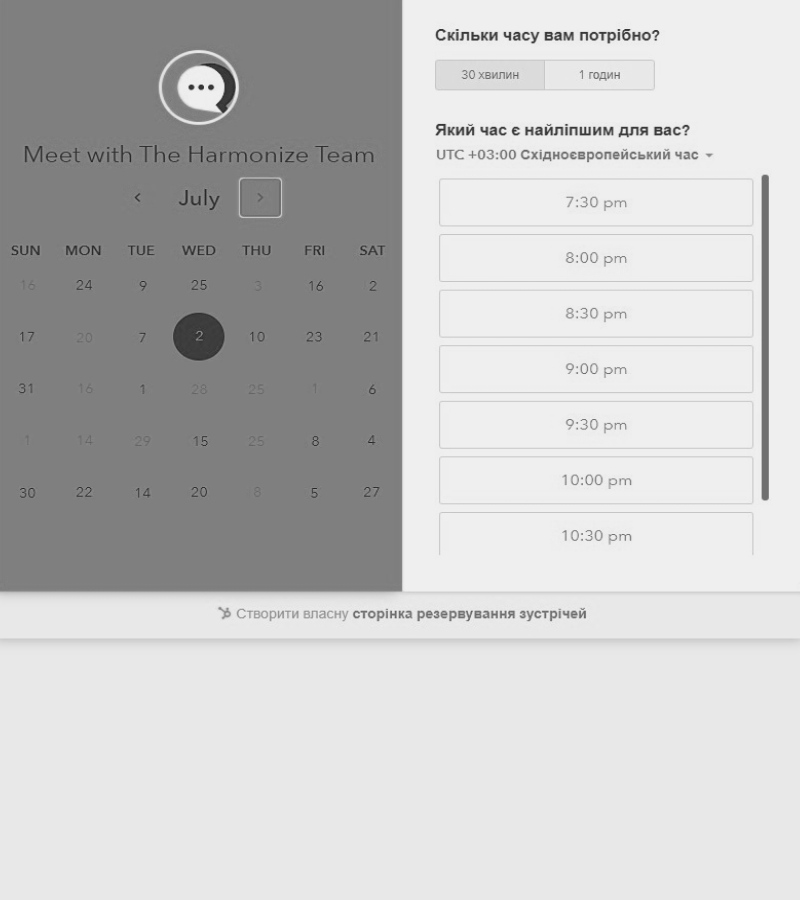 Meet with The Harmonize Team
July
SUN MON TUE WED THU FRI SAT
16 24 9 25 3 16 2
17 20 7 2 10 23 21
31 16 1 28 25 1 6
1 14 29 15 25 8 4
30 22 14 20 8 5 27
Скільки часу вам потрібно?
30 хвилин 1 годин
Який час є найліпшим для вас?
UTC +03:00 Східноєвропейський час
7:30 pm
8:00 pm
8:30 pm
9:00 pm
9:30 pm
10:00 pm
10:30 pm
Створити власну сторінка резервування зустрічей